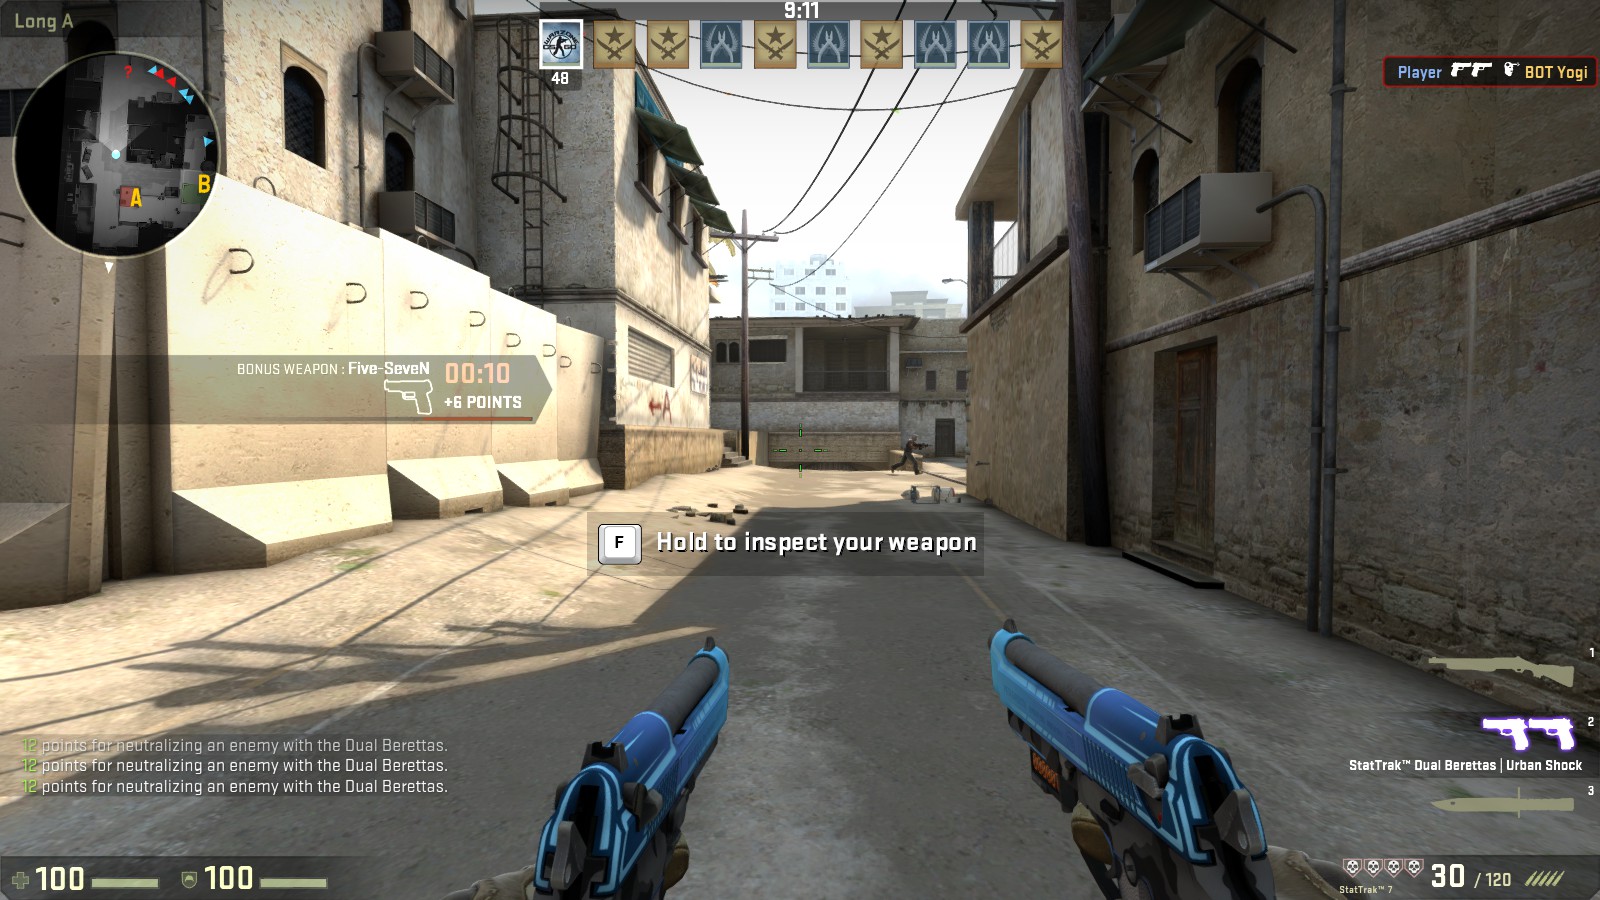 Long A
9:11
48
Player BOT Yogi
?
A
B
BONUS WEAPON : Five-SeveN
00:10
+6 POINTS
A
F Hold to inspect your weapon
1
2
StatTrak™ Dual Berettas | Urban Shock
3
12 points for neutralizing an enemy with the Dual Berettas.
12 points for neutralizing an enemy with the Dual Berettas.
12 points for neutralizing an enemy with the Dual Berettas.
100
100
StatTrak™ 7
30 / 120